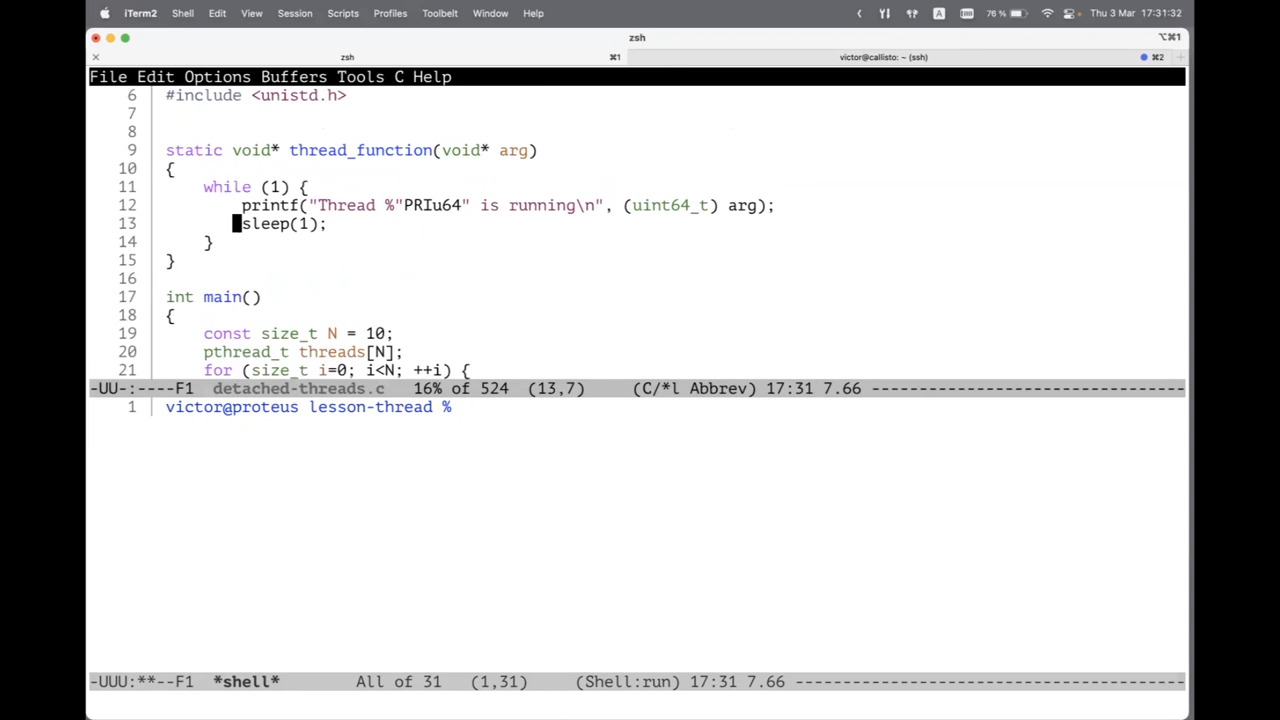 iTerm2 Shell Edit View Session Scripts Profiles Toolbelt Window Help A 76 % Thu 3 Mar 17:31:32
zsh ⌥⌘1
zsh ⌘1 victor@callisto: ~ (ssh) ⌘2
File Edit Options Buffers Tools C Help
6 #include <unistd.h>
7
8
9 static void* thread_function(void* arg)
10 {
11     while (1) {
12         printf("Thread %"PRIu64" is running\n", (uint64_t) arg);
13         sleep(1);
14     }
15 }
16
17 int main()
18 {
19     const size_t N = 10;
20     pthread_t threads[N];
21     for (size_t i=0; i<N; ++i) {
-UU-:----F1 detached-threads.c 16% of 524 (13,7) (C/*l Abbrev) 17:31 7.66 ---------------------------------
1 victor@proteus lesson-thread %
-UUU:**--F1 *shell* All of 31 (1,31) (Shell:run) 17:31 7.66 -----------------------------------------